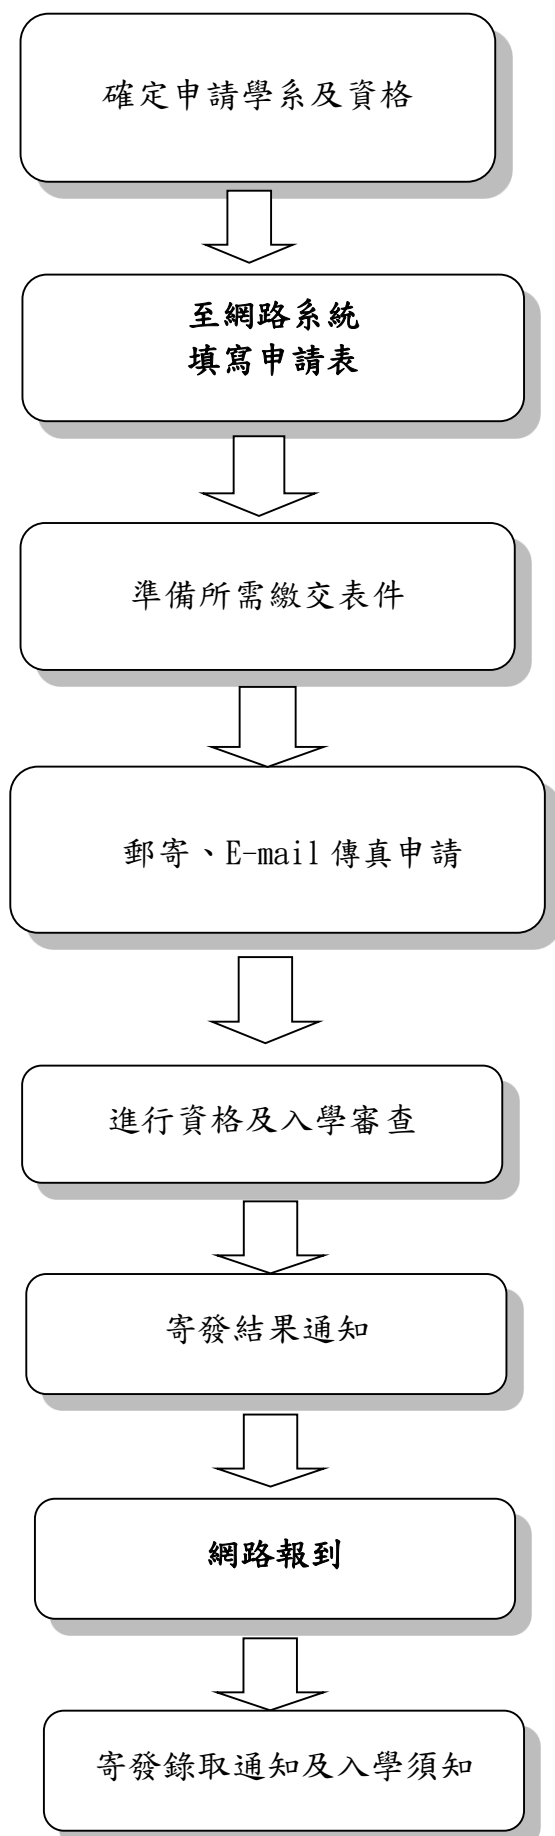 確定申請學系及資格
至網路系統
填寫申請表
準備所需繳交表件
郵寄、E-mail 傳真申請
進行資格及入學審查
寄發結果通知
網路報到
寄發錄取通知及入學須知